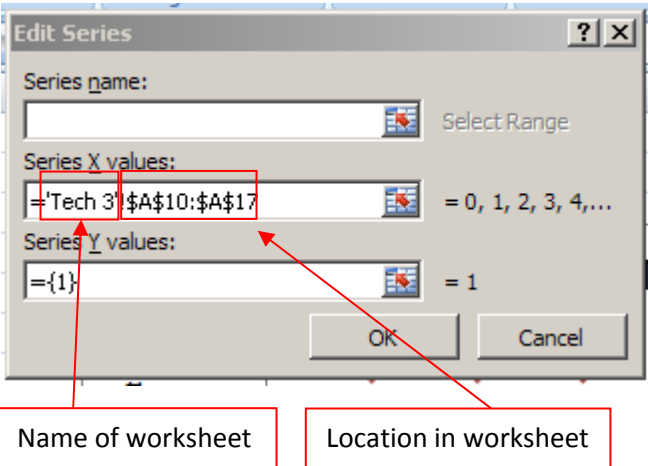 Edit Series
? X
Series name:
Select Range
Series X values:
='Tech 3'!$A$10:$A$17 = 0, 1, 2, 3, 4,...
Series Y values:
={1} = 1
OK Cancel
Name of worksheet Location in worksheet